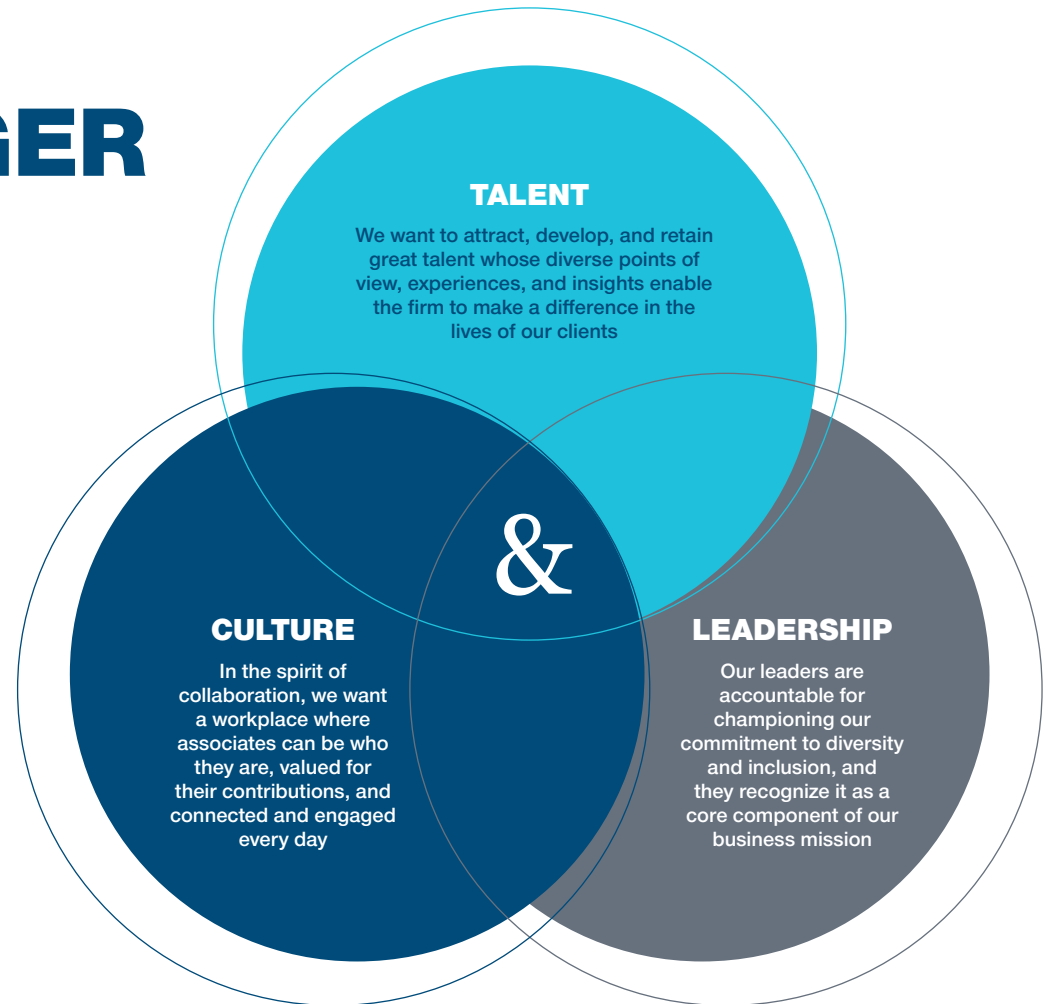 GER
TALENT
We want to attract, develop, and retain
great talent whose diverse points of
view, experiences, and insights enable
the firm to make a difference in the
lives of our clients
&
CULTURE
In the spirit of
collaboration, we want
a workplace where
associates can be who
they are, valued for
their contributions, and
connected and engaged
every day
LEADERSHIP
Our leaders are
accountable for
championing our
commitment to diversity
and inclusion, and
they recognize it as a
core component of our
business mission